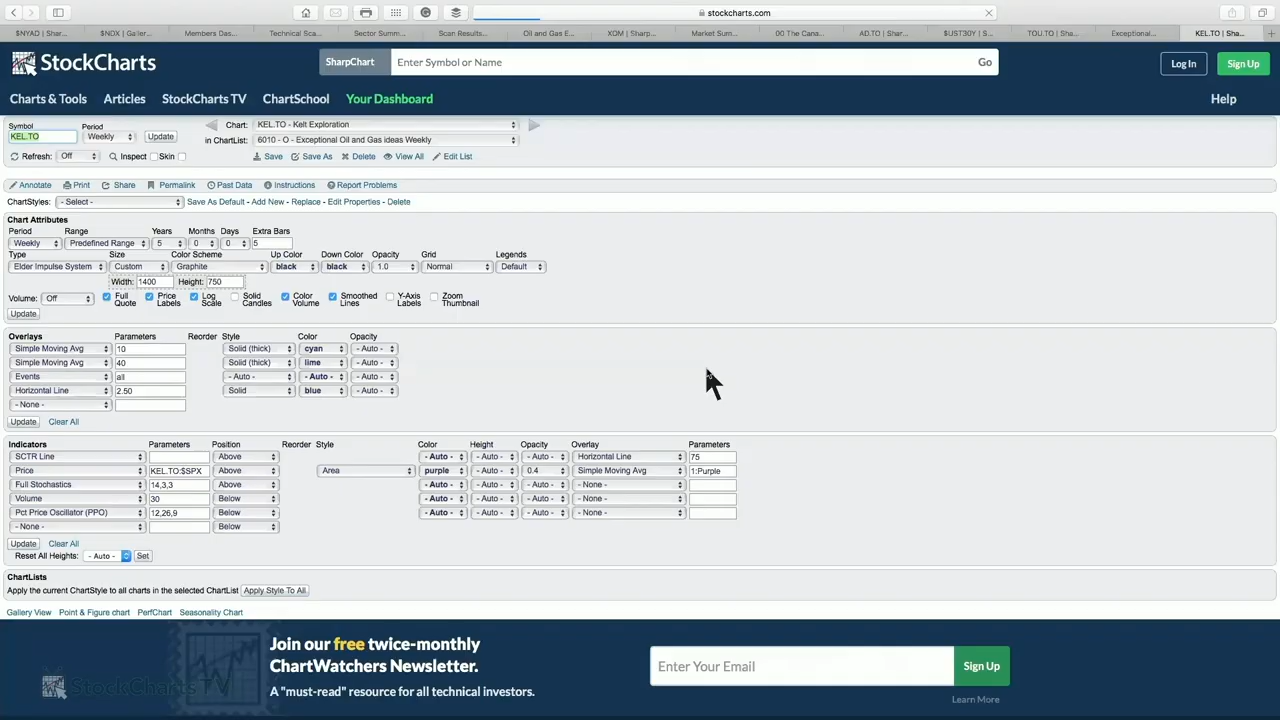 stockcharts.com
$NYAD | Shar...
$NDX | Galler...
Members Das...
Technical Sca...
Sector Summ...
Scan Results...
Oil and Gas E...
XOM | Sharp...
Market Sum...
00 The Cana...
AD.TO | Shar...
$UST30Y | S...
TOU.TO | Sha...
Exceptional...
KEL.TO | Sha...
StockCharts
SharpChart
Enter Symbol or Name
Go
Log In
Sign Up
Charts & Tools
Articles
StockCharts TV
ChartSchool
Your Dashboard
Help
Symbol Period
KEL.TO Weekly Update
Chart: KEL.TO - Kelt Exploration
in ChartList: 6010 - O - Exceptional Oil and Gas ideas Weekly
Refresh: Off Inspect Skin
Save Save As Delete View All Edit List
Annotate Print Share Permalink Past Data Instructions Report Problems
ChartStyles: - Select - Save As Default - Add New - Replace - Edit Properties - Delete
Chart Attributes
Period Range Years Months Days Extra Bars
Weekly Predefined Range 5 0 0 5
Type Size Color Scheme Up Color Down Color Opacity Grid Legends
Elder Impulse System Custom Graphite black black 1.0 Normal Default
Width: 1400 Height: 750
Volume: Off Full Quote Price Labels Log Scale Solid Candles Color Volume Smoothed Lines Y-Axis Labels Zoom Thumbnail
Update
Overlays Parameters Reorder Style Color Opacity
Simple Moving Avg 10 Solid (thick) cyan - Auto -
Simple Moving Avg 40 Solid (thick) lime - Auto -
Events all - Auto - - Auto - - Auto -
Horizontal Line 2.50 Solid blue - Auto -
- None -
Update Clear All
Indicators Parameters Position Reorder Style Color Height Opacity Overlay Parameters
SCTR Line Above - Auto - - Auto - - Auto - Horizontal Line 75
Price KEL.TO:$SPX Above Area purple - Auto - 0.4 Simple Moving Avg 1:Purple
Full Stochastics 14,3,3 Above - Auto - - Auto - - Auto - - None -
Volume 30 Below - Auto - - Auto - - Auto - - None -
Pct Price Oscillator (PPO) 12,26,9 Below - Auto - - Auto - - Auto - - None -
- None - Below
Update Clear All
Reset All Heights: - Auto - Set
ChartLists
Apply the current ChartStyle to all charts in the selected ChartList Apply Style To All
Gallery View Point & Figure chart PerfChart Seasonality Chart
Join our free twice-monthly
ChartWatchers Newsletter.
A "must-read" resource for all technical investors.
Enter Your Email
Sign Up
Learn More
StockCharts TV